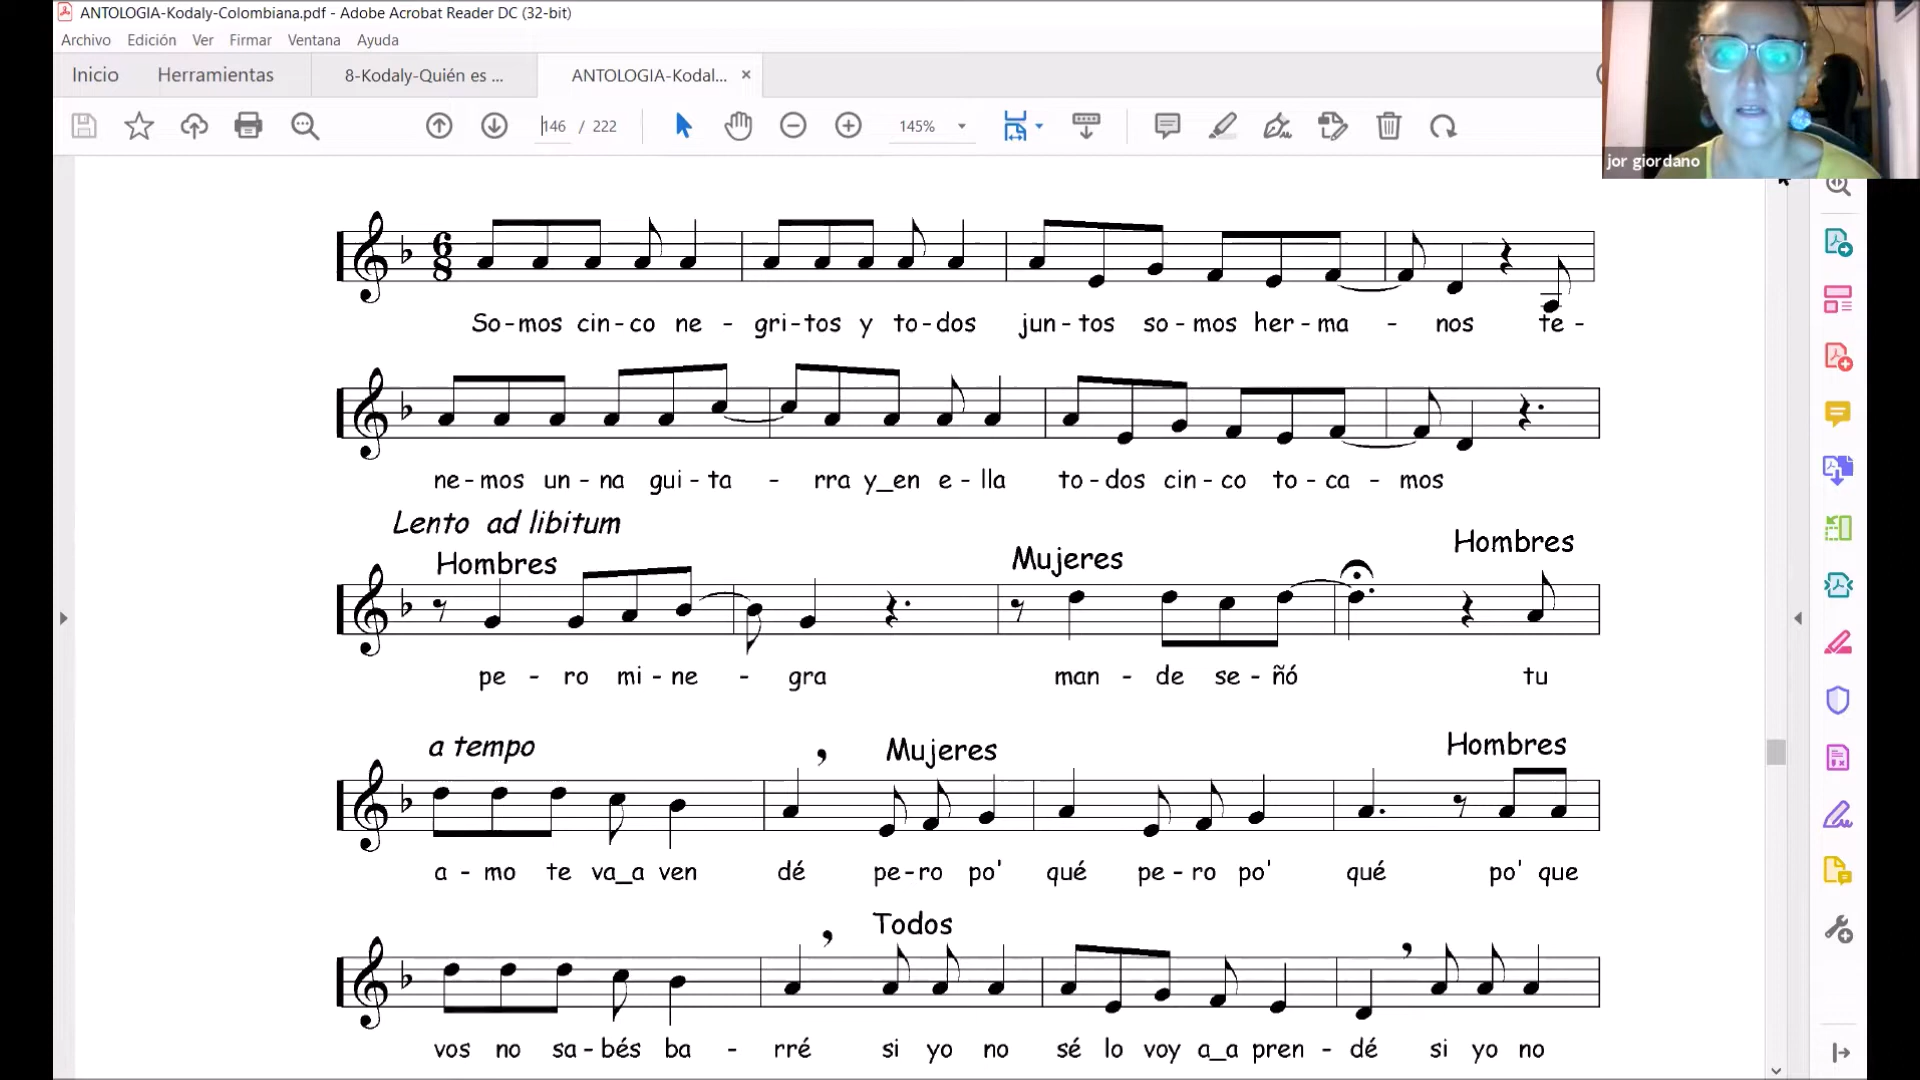 ANTOLOGIA-Kodaly-Colombiana.pdf - Adobe Acrobat Reader DC (32-bit)
Archivo Edición Ver Firmar Ventana Ayuda
Inicio Herramientas 8-Kodaly-Quién es ... ANTOLOGIA-Kodal... ×
146 / 222 145%
jor giordano
6
8
So-mos cin-co ne - gri-tos y to-dos jun-tos so-mos her-ma - nos te-
ne-mos un-na gui-ta - rra y_en e-lla to-dos cin-co to-ca-mos
Lento ad libitum
Hombres Mujeres Hombres
pe - ro mi-ne - gra man - de se-ñó tu
a tempo Mujeres Hombres
a-mo te va_a ven dé pe-ro po' qué pe-ro po' qué po' que
Todos
vos no sa-bés ba - rré si yo no sé lo voy a_a pren-dé si yo no